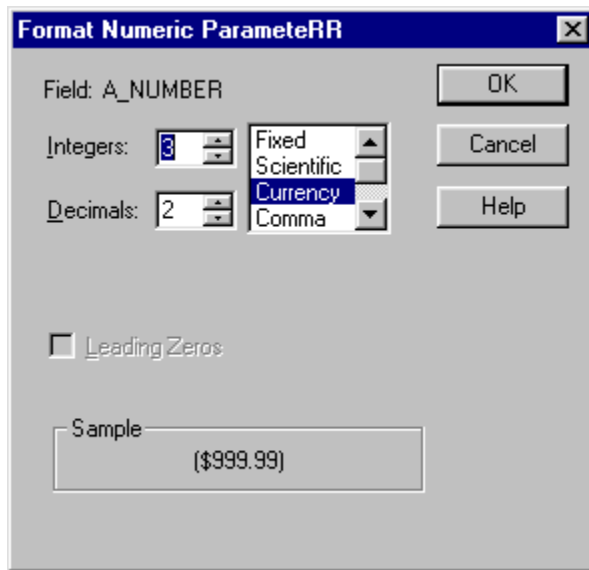 Format Numeric ParameteRR
Field: A_NUMBER
OK
Integers: 3
Fixed
Scientific
Currency
Comma
Cancel
Decimals: 2
Help
Leading Zeros
Sample
($999.99)